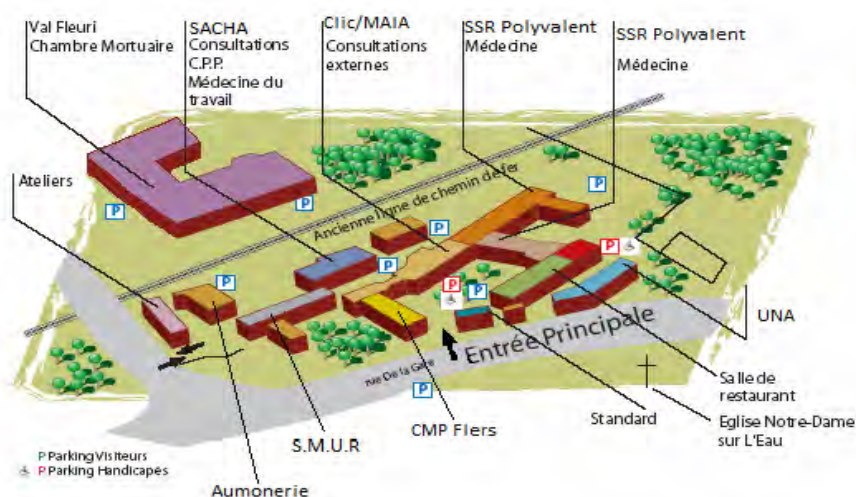 Val Fleuri
Chambre Mortuaire
SACHA
Consultations
C.P.P.
Médecine du
travail
Clic/MAIA
Consultations
externes
SSR Polyvalent
Médecine
SSR Polyvalent
Médecine
Ateliers
Ancienne ligne de chemin de fer
P
P
P
P
P
P
P
P
P
P
Entrée Principale
rue De la Gare
P
UNA
Salle de
restaurant
Standard
Eglise Notre-Dame
sur L'Eau
CMP Flers
S.M.U.R
Aumonerie
P Parking Visiteurs
P Parking Handicapés